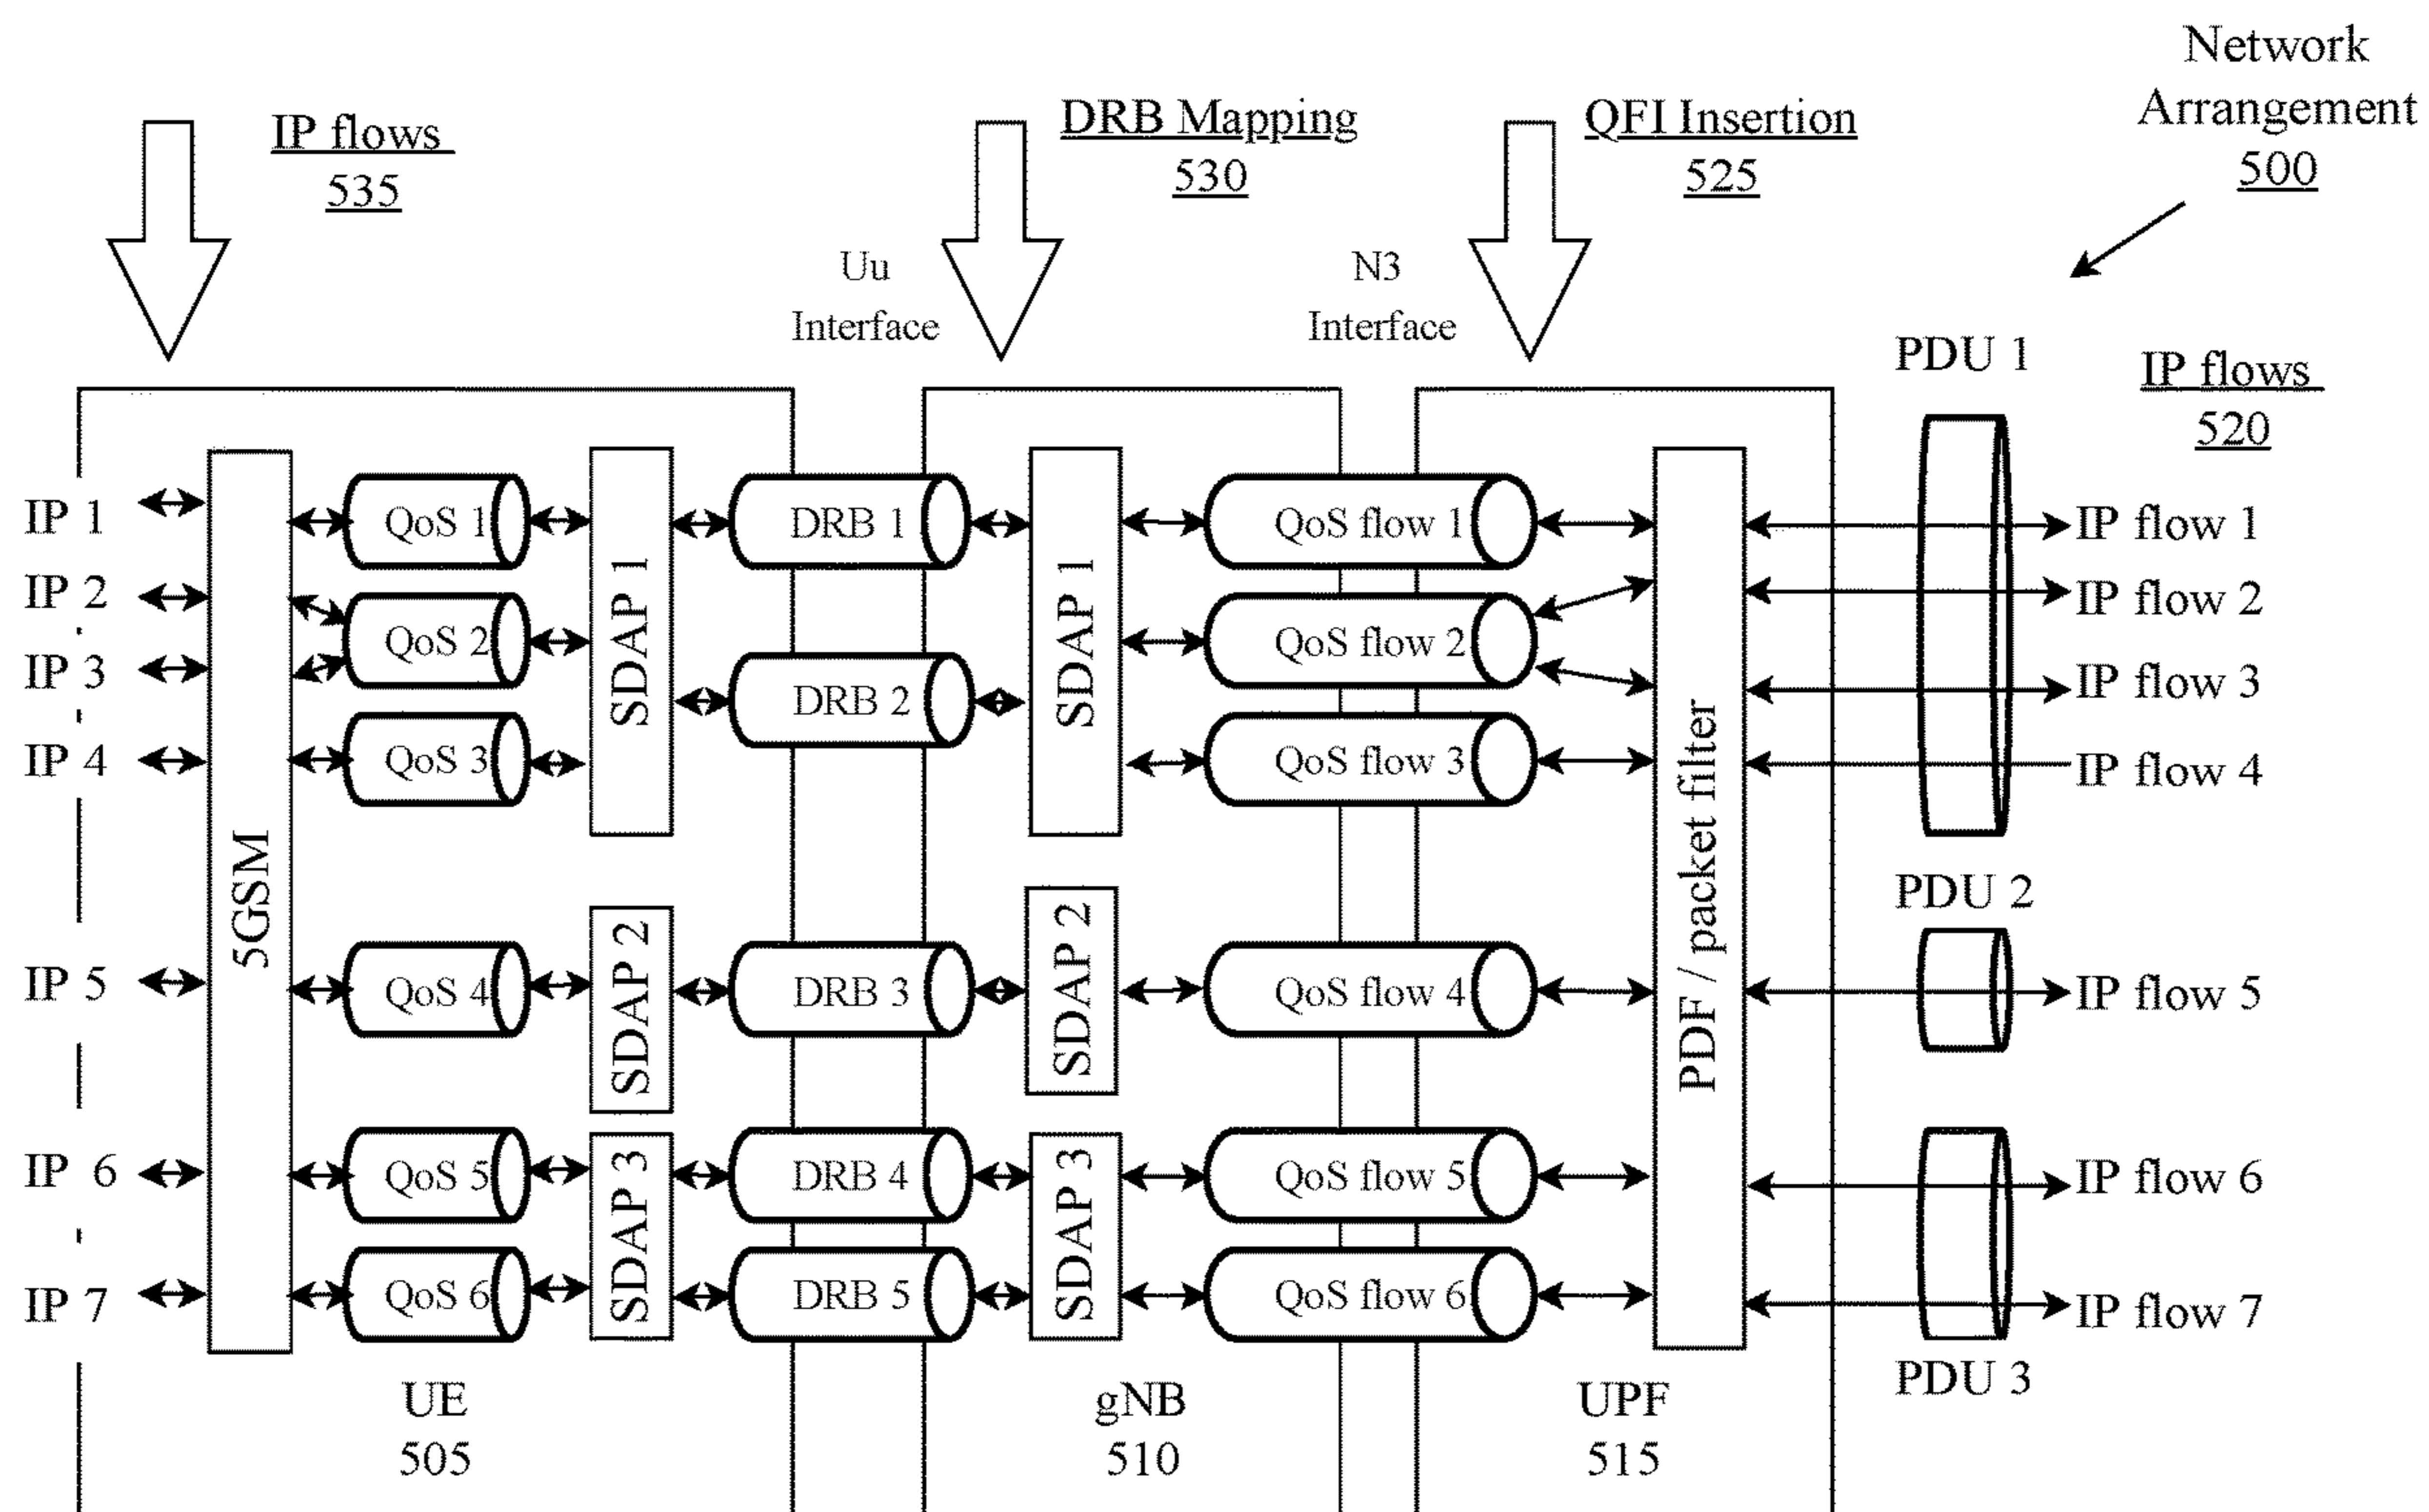 Network
Arrangement
500
IP flows
535
DRB Mapping
530
QFI Insertion
525
Uu
Interface
N3
Interface
PDU 1
IP flows
520
IP 1
IP 2
IP 3
IP 4
IP 5
IP 6
IP 7
5GSM
QoS 1
QoS 2
QoS 3
QoS 4
QoS 5
QoS 6
SDAP 1
SDAP 2
SDAP 3
DRB 1
DRB 2
DRB 3
DRB 4
DRB 5
SDAP 1
SDAP 2
SDAP 3
QoS flow 1
QoS flow 2
QoS flow 3
QoS flow 4
QoS flow 5
QoS flow 6
PDF / packet filter
IP flow 1
IP flow 2
IP flow 3
IP flow 4
PDU 2
IP flow 5
IP flow 6
IP flow 7
PDU 3
UE
505
gNB
510
UPF
515